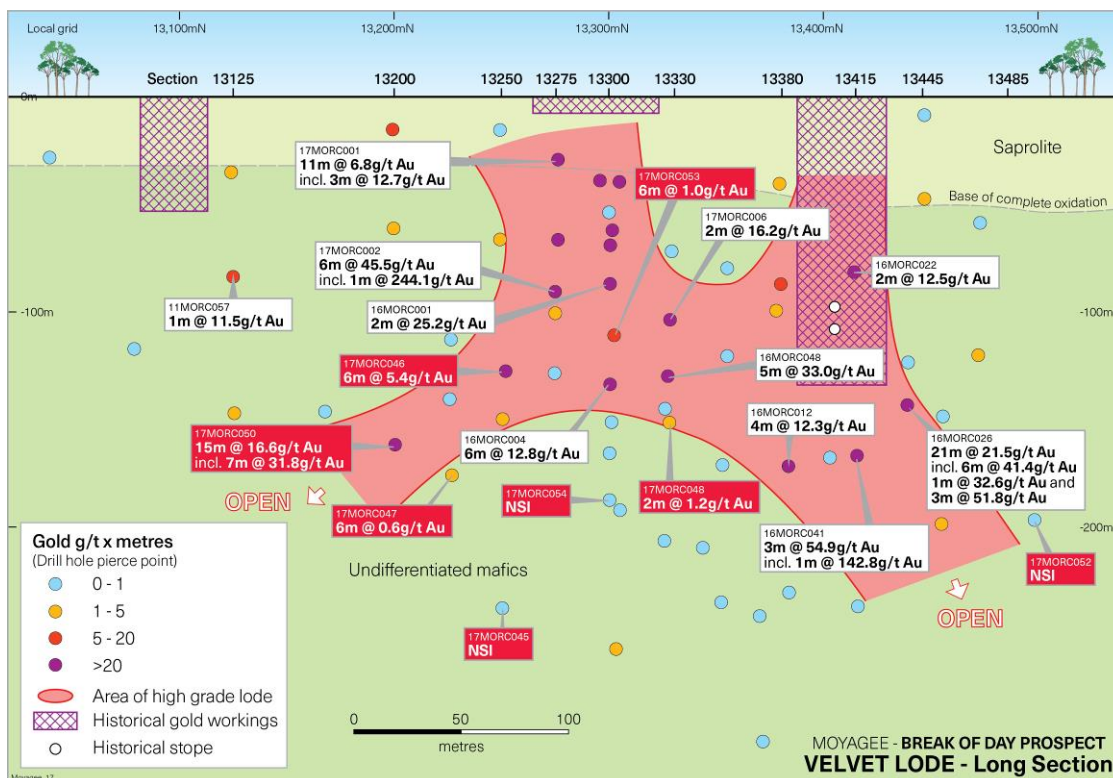 Local grid
13,100mN
13,200mN
13,300mN
13,400mN
13,500mN
Section
13125
13200
13250
13275
13300
13330
13380
13415
13445
13485
0m
Saprolite
Base of complete oxidation
17MORC001
11m @ 6.8g/t Au
incl. 3m @ 12.7g/t Au
17MORC053
6m @ 1.0g/t Au
17MORC006
2m @ 16.2g/t Au
17MORC002
6m @ 45.5g/t Au
incl. 1m @ 244.1g/t Au
16MORC022
2m @ 12.5g/t Au
11MORC057
1m @ 11.5g/t Au
16MORC001
2m @ 25.2g/t Au
-100m
-100m
17MORC046
6m @ 5.4g/t Au
16MORC048
5m @ 33.0g/t Au
17MORC050
15m @ 16.6g/t Au
incl. 7m @ 31.8g/t Au
16MORC004
6m @ 12.8g/t Au
16MORC012
4m @ 12.3g/t Au
16MORC026
21m @ 21.5g/t Au
incl. 6m @ 41.4g/t Au
1m @ 32.6g/t Au and
3m @ 51.8g/t Au
OPEN
17MORC047
6m @ 0.6g/t Au
17MORC054
NSI
17MORC048
2m @ 1.2g/t Au
-200m
16MORC041
3m @ 54.9g/t Au
incl. 1m @ 142.8g/t Au
17MORC052
NSI
Undifferentiated mafics
OPEN
17MORC045
NSI
Gold g/t x metres
(Drill hole pierce point)
0 - 1
1 - 5
5 - 20
>20
Area of high grade lode
Historical gold workings
Historical stope
0
50
100
metres
MOYAGEE - BREAK OF DAY PROSPECT
VELVET LODE - Long Section